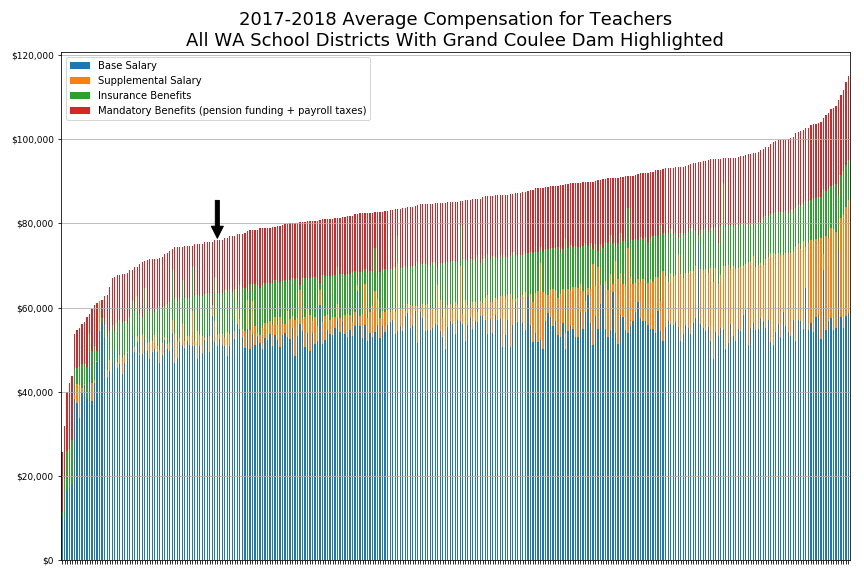 2017-2018 Average Compensation for Teachers
All WA School Districts With Grand Coulee Dam Highlighted
$120,000
Base Salary
Supplemental Salary
Insurance Benefits
Mandatory Benefits (pension funding + payroll taxes)
$100,000
$80,000
$60,000
$40,000
$20,000
$0